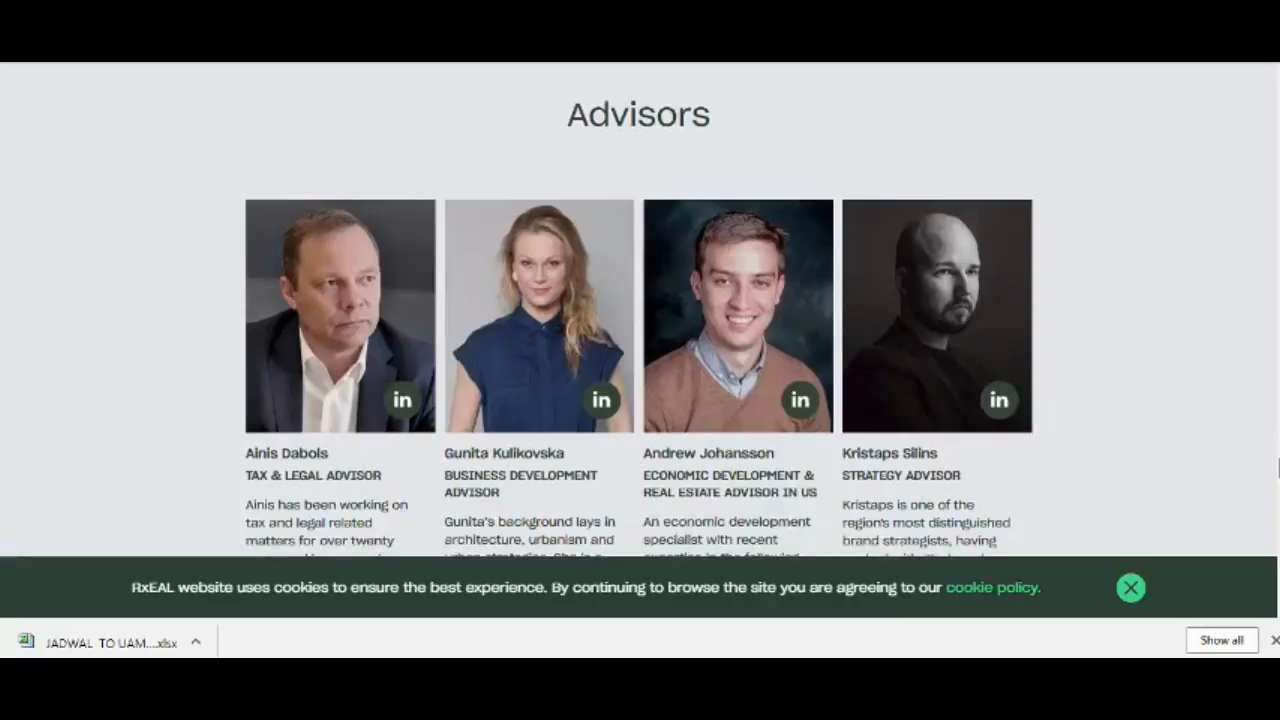 Advisors
in
in
in
in
Ainis Dabols
TAX & LEGAL ADVISOR
Ainis has been working on
tax and legal related
matters for over twenty
Gunita Kulikovska
BUSINESS DEVELOPMENT
ADVISOR
Gunita's background lays in
architecture, urbanism and
Andrew Johansson
ECONOMIC DEVELOPMENT &
REAL ESTATE ADVISOR IN US
An economic development
specialist with recent
Kristaps Silins
STRATEGY ADVISOR
Kristaps is one of the
region's most distinguished
brand strategists, having
RxEAL website uses cookies to ensure the best experience. By continuing to browse the site you are agreeing to our cookie policy.
JADWAL TO UAM....xlsx
Show all